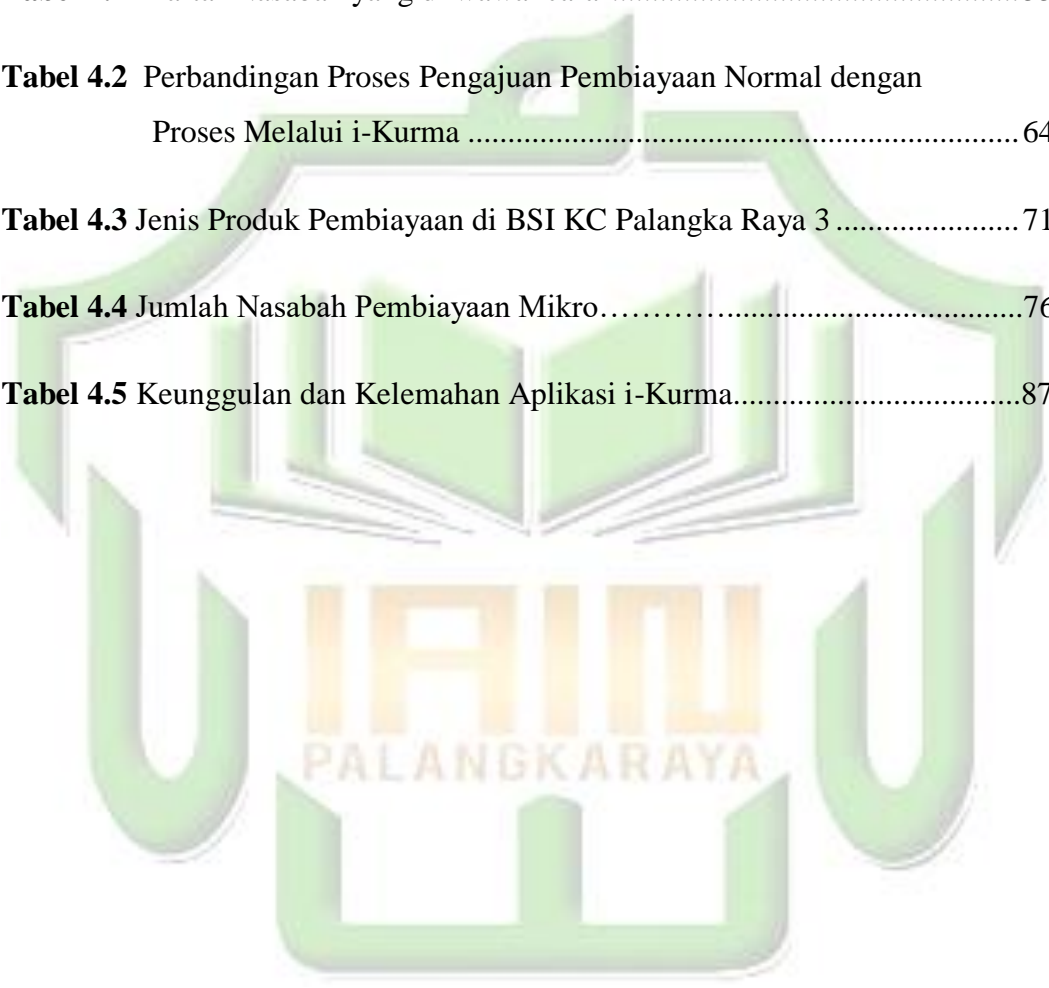 Tabel 4.2 Perbandingan Proses Pengajuan Pembiayaan Normal dengan
Proses Melalui i-Kurma ........................................................................ 64
Tabel 4.3 Jenis Produk Pembiayaan di BSI KC Palangka Raya 3 ....................... 71
Tabel 4.4 Jumlah Nasabah Pembiayaan Mikro………….....................................76
Tabel 4.5 Keunggulan dan Kelemahan Aplikasi i-Kurma....................................87
IAIN
PALANGKARAYA